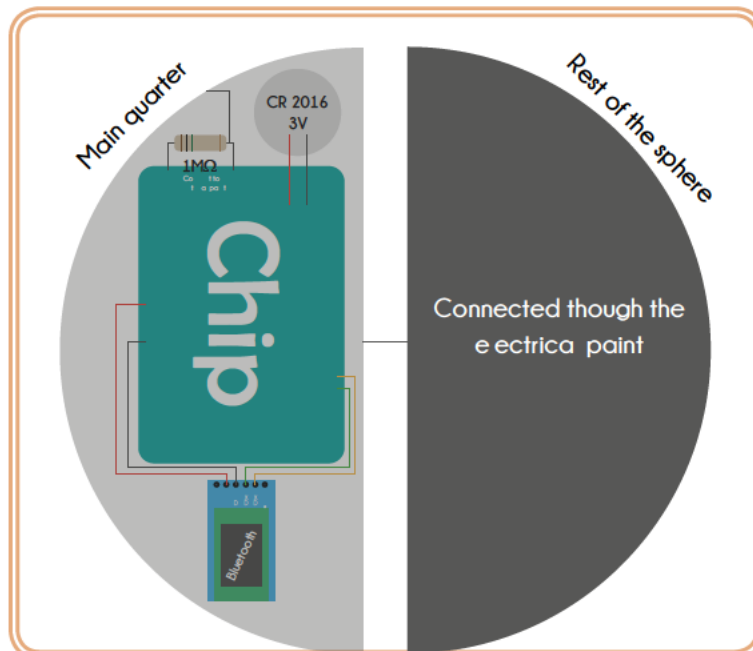 Main quarter
CR 2016
3V
1MΩ
Chip
Bluetooth
Rest of the sphere
Connected though the
e ectrica paint